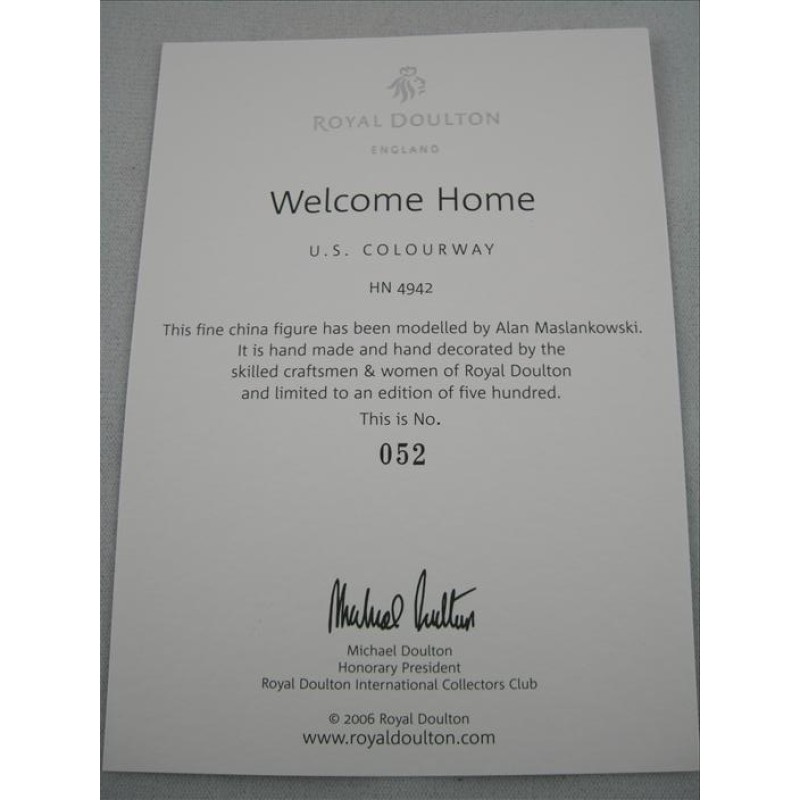 ROYAL DOULTON
ENGLAND
Welcome Home
U.S. COLOURWAY
HN 4942
This fine china figure has been modelled by Alan Maslankowski.
It is hand made and hand decorated by the
skilled craftsmen & women of Royal Doulton
and limited to an edition of five hundred.
This is No.
052
Michael Doulton
Michael Doulton
Honorary President
Royal Doulton International Collectors Club
© 2006 Royal Doulton
www.royaldoulton.com